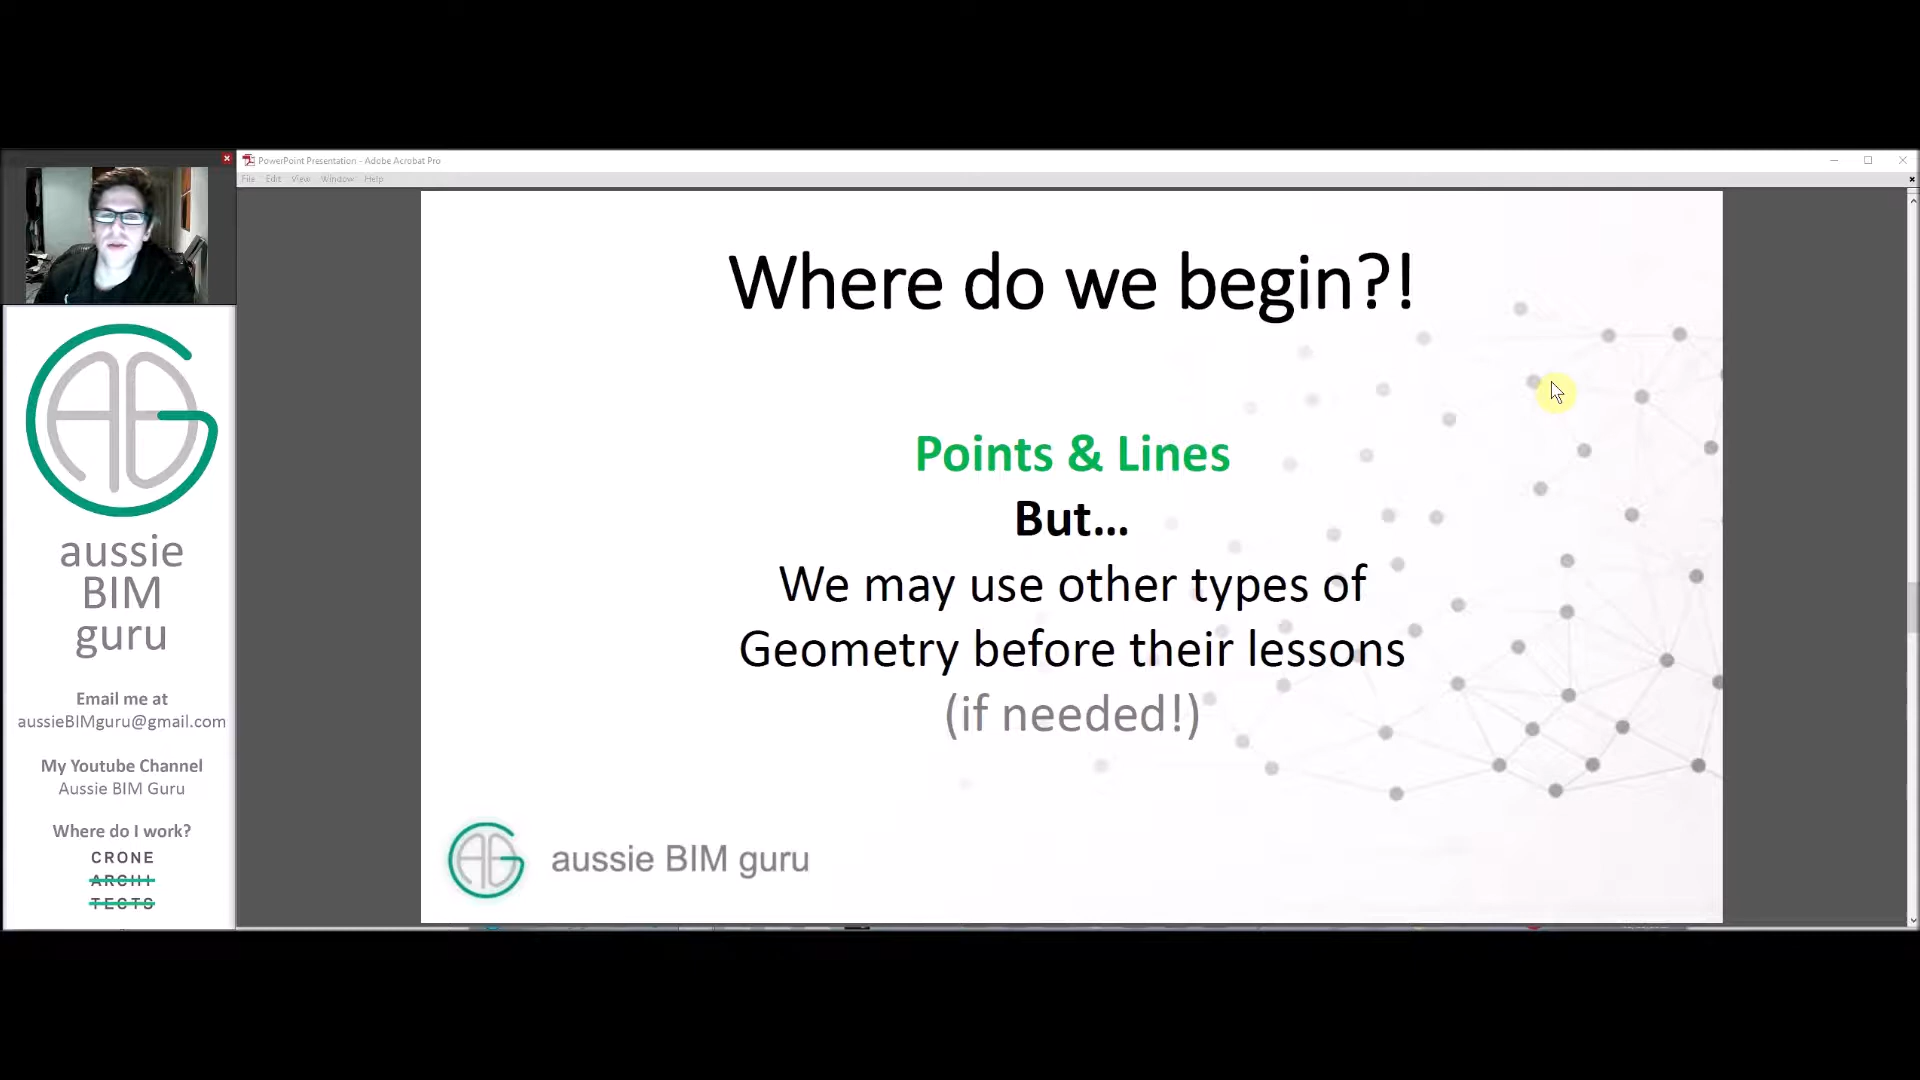 PowerPoint Presentation - Adobe Acrobat Pro
File Edit View Window Help
Where do we begin?!
Points & Lines
But...
We may use other types of
Geometry before their lessons
(if needed!)
aussie BIM guru
aussie
BIM
guru
Email me at
aussieBIMguru@gmail.com
My Youtube Channel
Aussie BIM Guru
Where do I work?
CRONE
ARCHI
TECTS